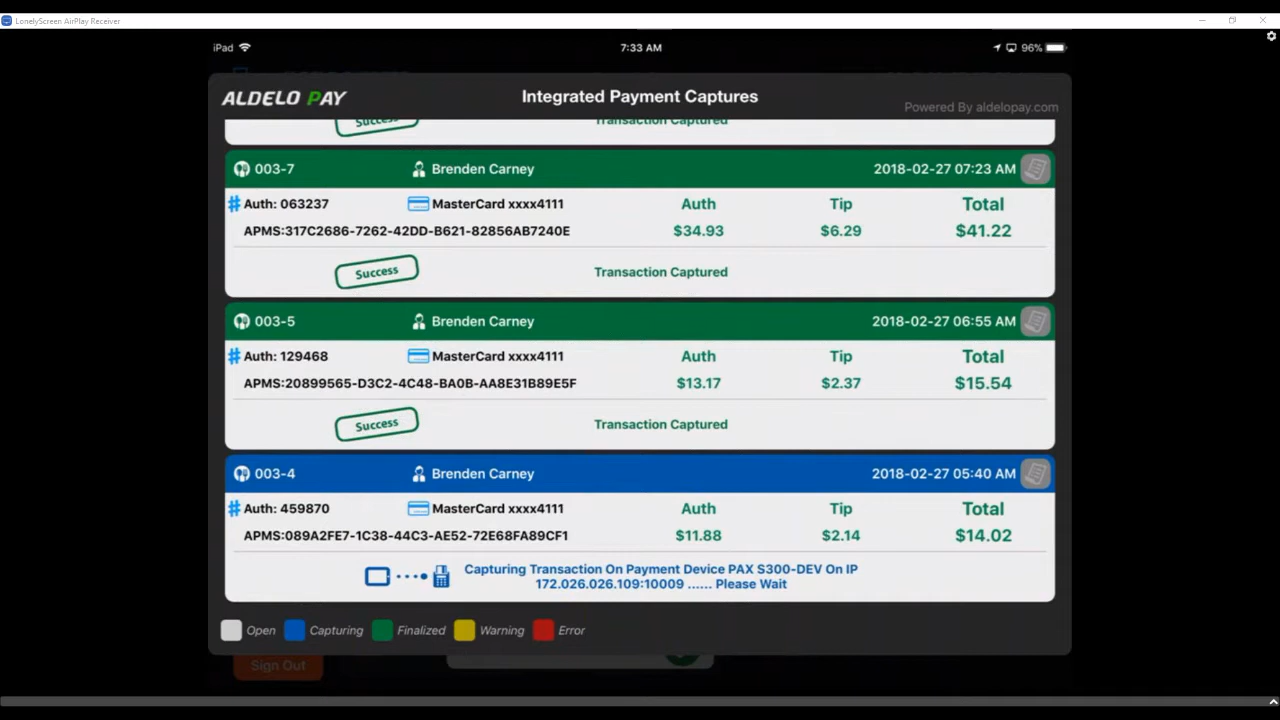 LonelyScreen AirPlay Receiver
iPad 7:33 AM 96%
ALDELO PAY Integrated Payment Captures Powered By aldelopay.com
Success Transaction Captured
003-7 Brenden Carney 2018-02-27 07:23 AM
# Auth: 063237 MasterCard xxxx4111 Auth Tip Total
APMS:317C2686-7262-42DD-B621-82856AB7240E $34.93 $6.29 $41.22
Success Transaction Captured
003-5 Brenden Carney 2018-02-27 06:55 AM
# Auth: 129468 MasterCard xxxx4111 Auth Tip Total
APMS:20899565-D3C2-4C48-BA0B-AA8E31B89E5F $13.17 $2.37 $15.54
Success Transaction Captured
003-4 Brenden Carney 2018-02-27 05:40 AM
# Auth: 459870 MasterCard xxxx4111 Auth Tip Total
APMS:089A2FE7-1C38-44C3-AE52-72E68FA89CF1 $11.88 $2.14 $14.02
Capturing Transaction On Payment Device PAX S300-DEV On IP
172.026.026.109:10009 ...... Please Wait
Open Capturing Finalized Warning Error
Sign Out